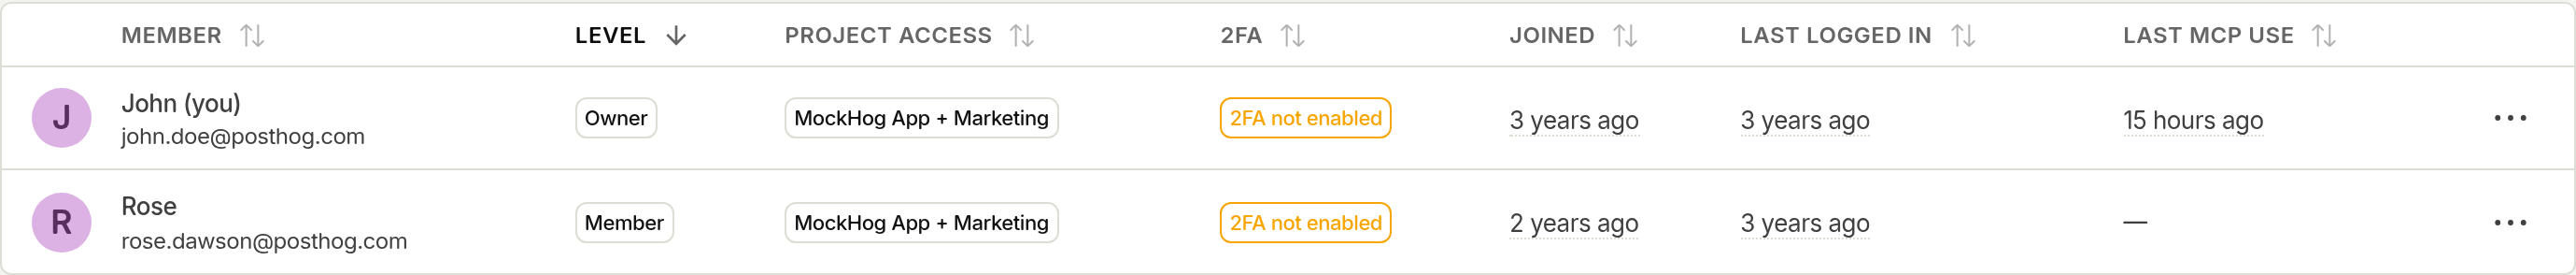 MEMBER LEVEL PROJECT ACCESS 2FA JOINED LAST LOGGED IN LAST MCP USE
J John (you) Owner MockHog App + Marketing 2FA not enabled 3 years ago 3 years ago 15 hours ago
john.doe@posthog.com
R Rose Member MockHog App + Marketing 2FA not enabled 2 years ago 3 years ago —
rose.dawson@posthog.com